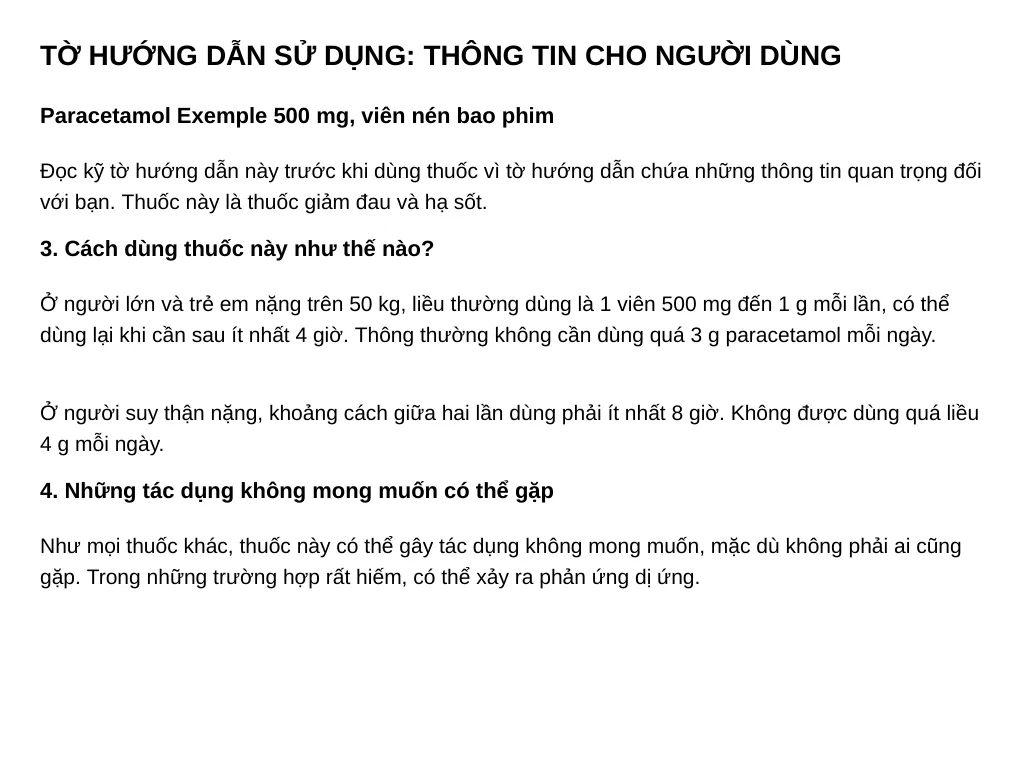 TỜ HƯỚNG DẪN SỬ DỤNG: THÔNG TIN CHO NGƯỜI DÙNG
Paracetamol Exemple 500 mg, viên nén bao phim
Đọc kỹ tờ hướng dẫn này trước khi dùng thuốc vì tờ hướng dẫn chứa những thông tin quan trọng đối
với bạn. Thuốc này là thuốc giảm đau và hạ sốt.
3. Cách dùng thuốc này như thế nào?
Ở người lớn và trẻ em nặng trên 50 kg, liều thường dùng là 1 viên 500 mg đến 1 g mỗi lần, có thể
dùng lại khi cần sau ít nhất 4 giờ. Thông thường không cần dùng quá 3 g paracetamol mỗi ngày.
Ở người suy thận nặng, khoảng cách giữa hai lần dùng phải ít nhất 8 giờ. Không được dùng quá liều
4 g mỗi ngày.
4. Những tác dụng không mong muốn có thể gặp
Như mọi thuốc khác, thuốc này có thể gây tác dụng không mong muốn, mặc dù không phải ai cũng
gặp. Trong những trường hợp rất hiếm, có thể xảy ra phản ứng dị ứng.